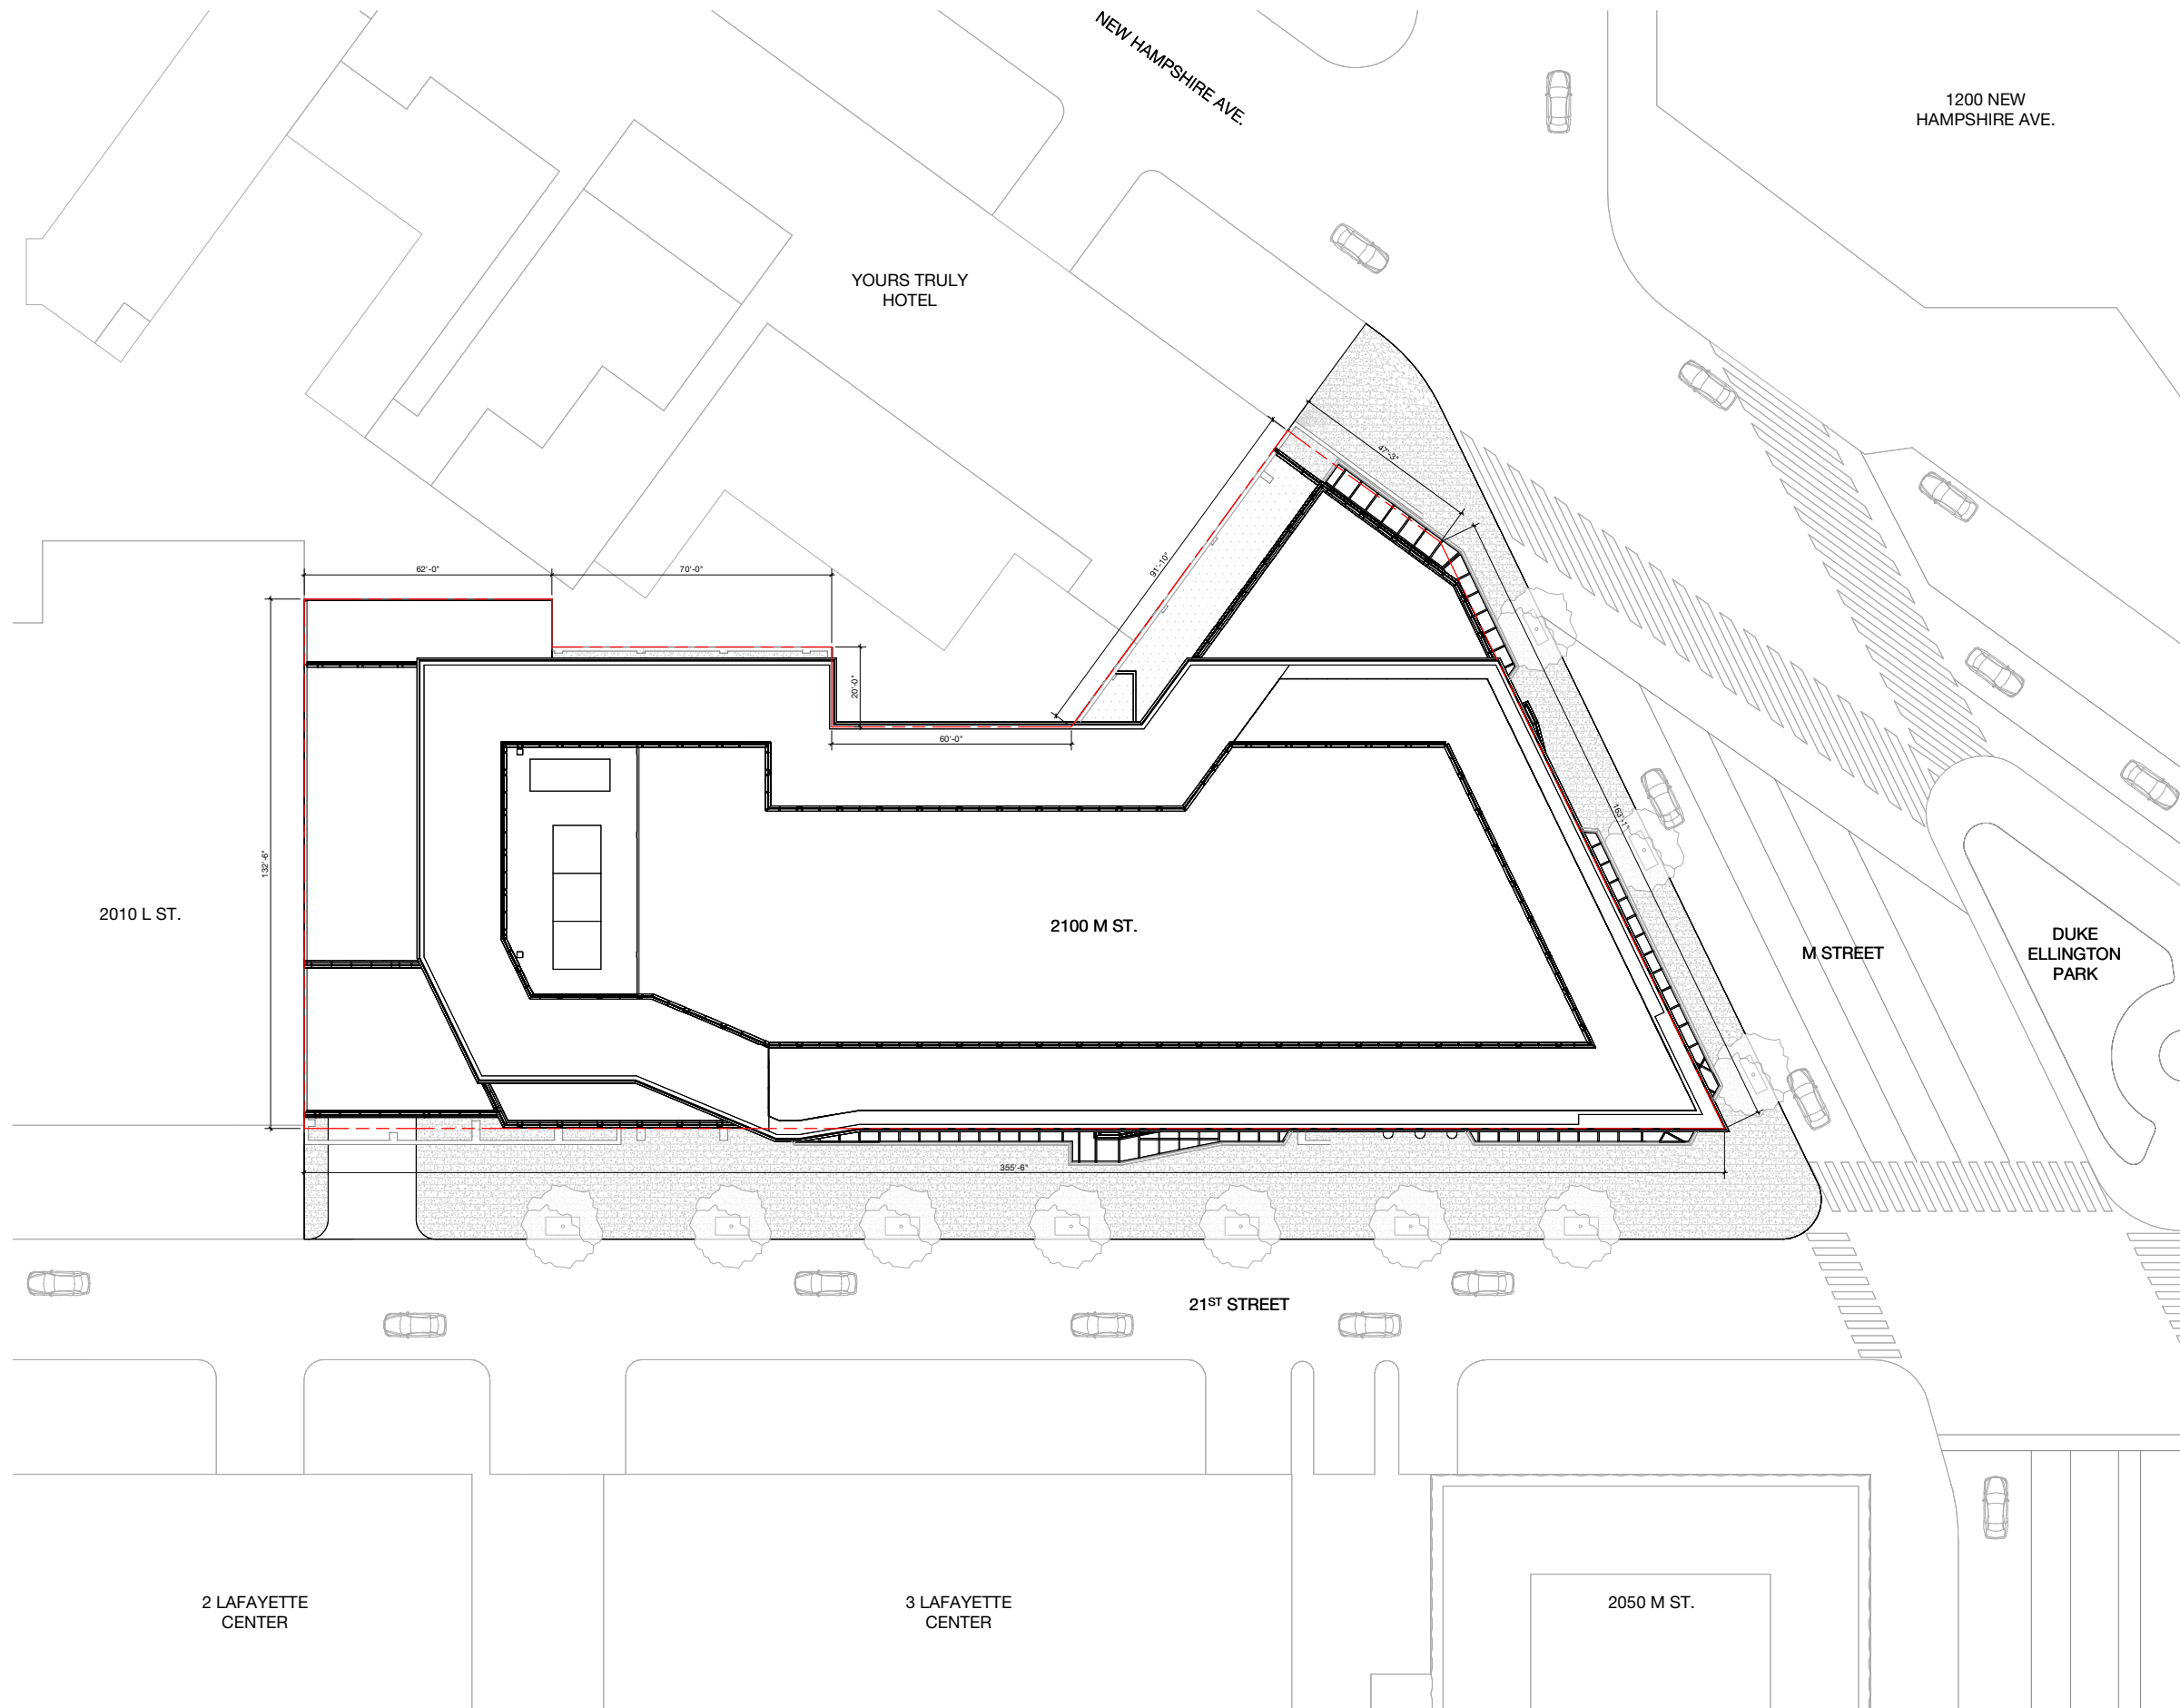 NEW HAMPSHIRE AVE.
1200 NEW
HAMPSHIRE AVE.
YOURS TRULY
HOTEL
47'-3"
91'-10"
62'-0"
70'-0"
20'-0"
60'-0"
163'-1"
132'-6"
2010 L ST.
2100 M ST.
M STREET
DUKE
ELLINGTON
PARK
355'-6"
21ST STREET
2 LAFAYETTE
CENTER
3 LAFAYETTE
CENTER
2050 M ST.